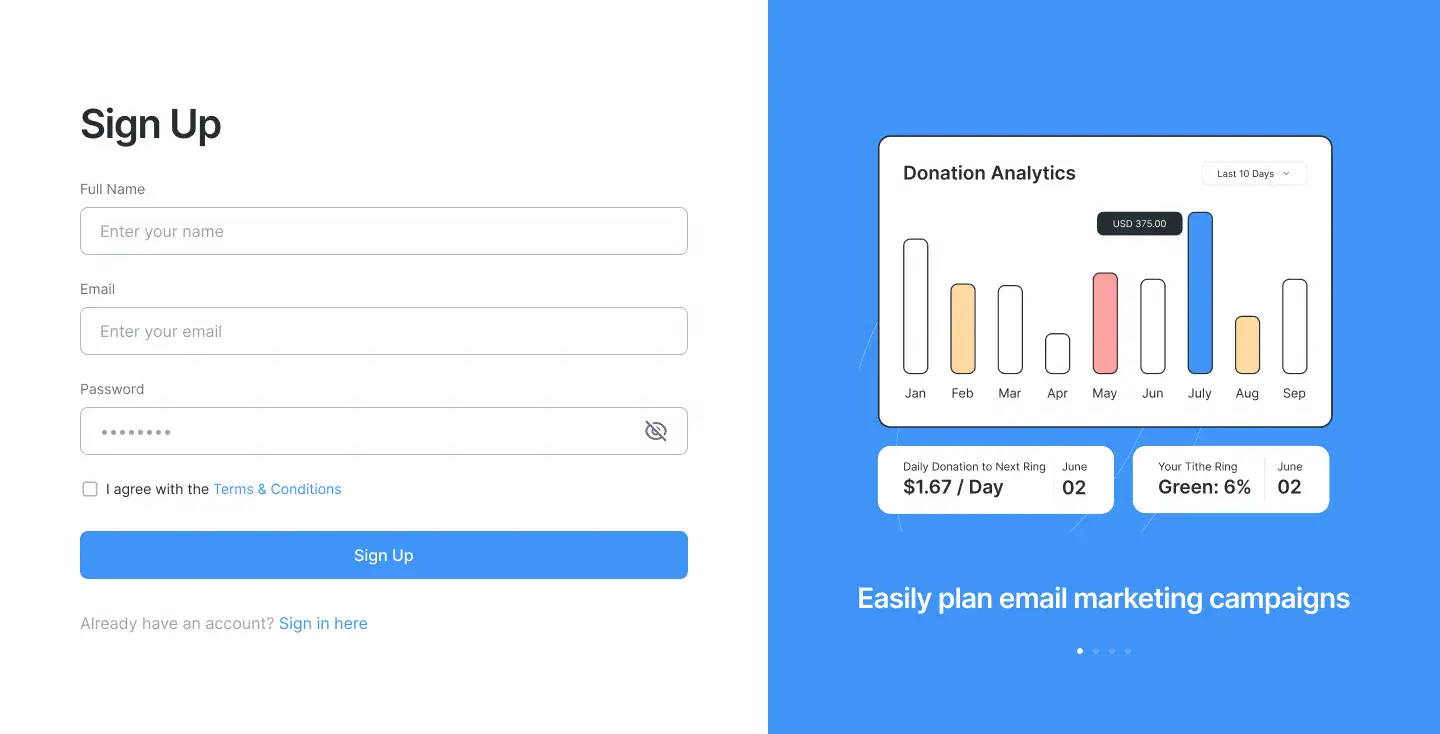 Sign Up
Full Name
Enter your name
Email
Enter your email
Password
••••••••
I agree with the Terms & Conditions
Sign Up
Already have an account? Sign in here
Donation Analytics
Last 10 Days
USD 375.00
Jan Feb Mar Apr May Jun July Aug Sep
Daily Donation to Next Ring
$1.67 / Day
June
02
Your Tithe Ring
Green: 6%
June
02
Easily plan email marketing campaigns